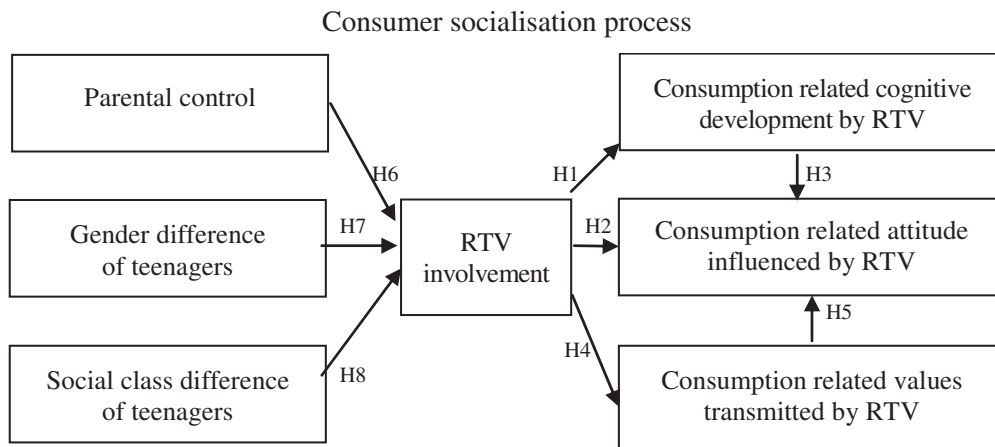 Consumer socialisation process
Parental control
Consumption related cognitive
development by RTV
H6
H1
H3
Gender difference
of teenagers
H7
RTV
involvement
H2
Consumption related attitude
influenced by RTV
H5
H4
Social class difference
of teenagers
H8
Consumption related values
transmitted by RTV